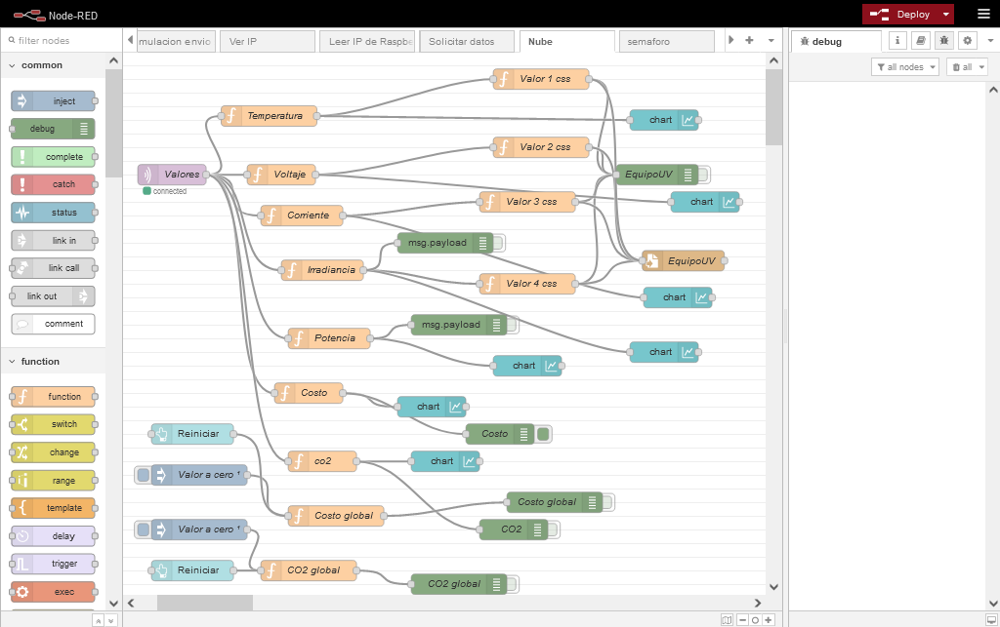 Node-RED
Deploy
filter nodes
mulacion envio
Ver IP
Leer IP de Raspbe
Solicitar datos
Nube
semaforo
debug
all nodes
all
common
inject
debug
complete
catch
status
link in
link call
link out
comment
function
function
switch
change
range
template
delay
trigger
exec
Valor 1 css
Temperatura
chart
Valor 2 css
Valores
connected
Voltaje
EquipoUV
Valor 3 css
chart
Corriente
msg.payload
EquipoUV
Irradiancia
Valor 4 css
chart
msg.payload
Potencia
chart
chart
Costo
chart
Reiniciar
Costo
co2
chart
Valor a cero ¹
Costo global
Costo global
Valor a cero ¹
CO2
Reiniciar
CO2 global
CO2 global